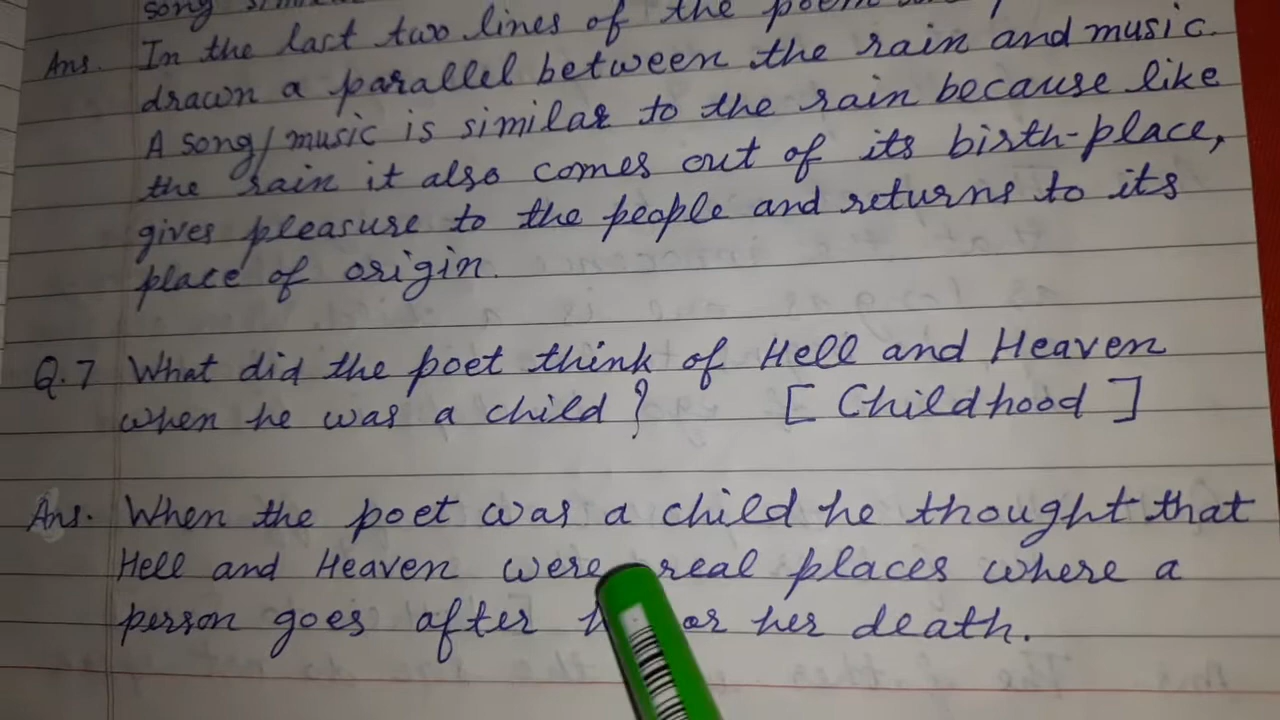 song
Ans. In the last two lines of the poem
drawn a parallel between the rain and music.
A song/music is similar to the rain because like
the rain it also comes out of its birth-place,
gives pleasure to the people and returns to its
place of origin.
Q.7 What did the poet think of Hell and Heaven
when he was a child? [Childhood]
Ans. When the poet was a child he thought that
Hell and Heaven were real places where a
person goes after or her death.